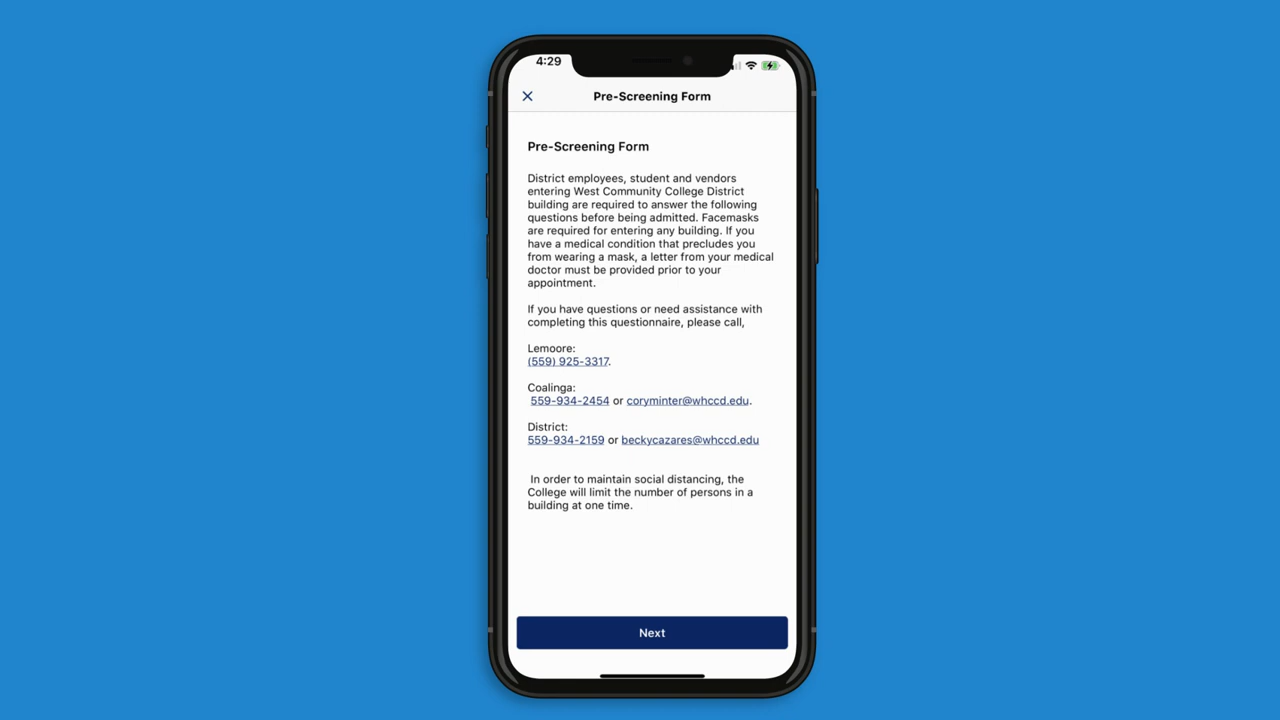 4:29
Pre-Screening Form
Pre-Screening Form
District employees, student and vendors
entering West Community College District
building are required to answer the following
questions before being admitted. Facemasks
are required for entering any building. If you
have a medical condition that precludes you
from wearing a mask, a letter from your medical
doctor must be provided prior to your
appointment.
If you have questions or need assistance with
completing this questionnaire, please call,
Lemoore:
(559) 925-3317.
Coalinga:
559-934-2454 or coryminter@whccd.edu.
District:
559-934-2159 or beckycazares@whccd.edu
In order to maintain social distancing, the
College will limit the number of persons in a
building at one time.
Next